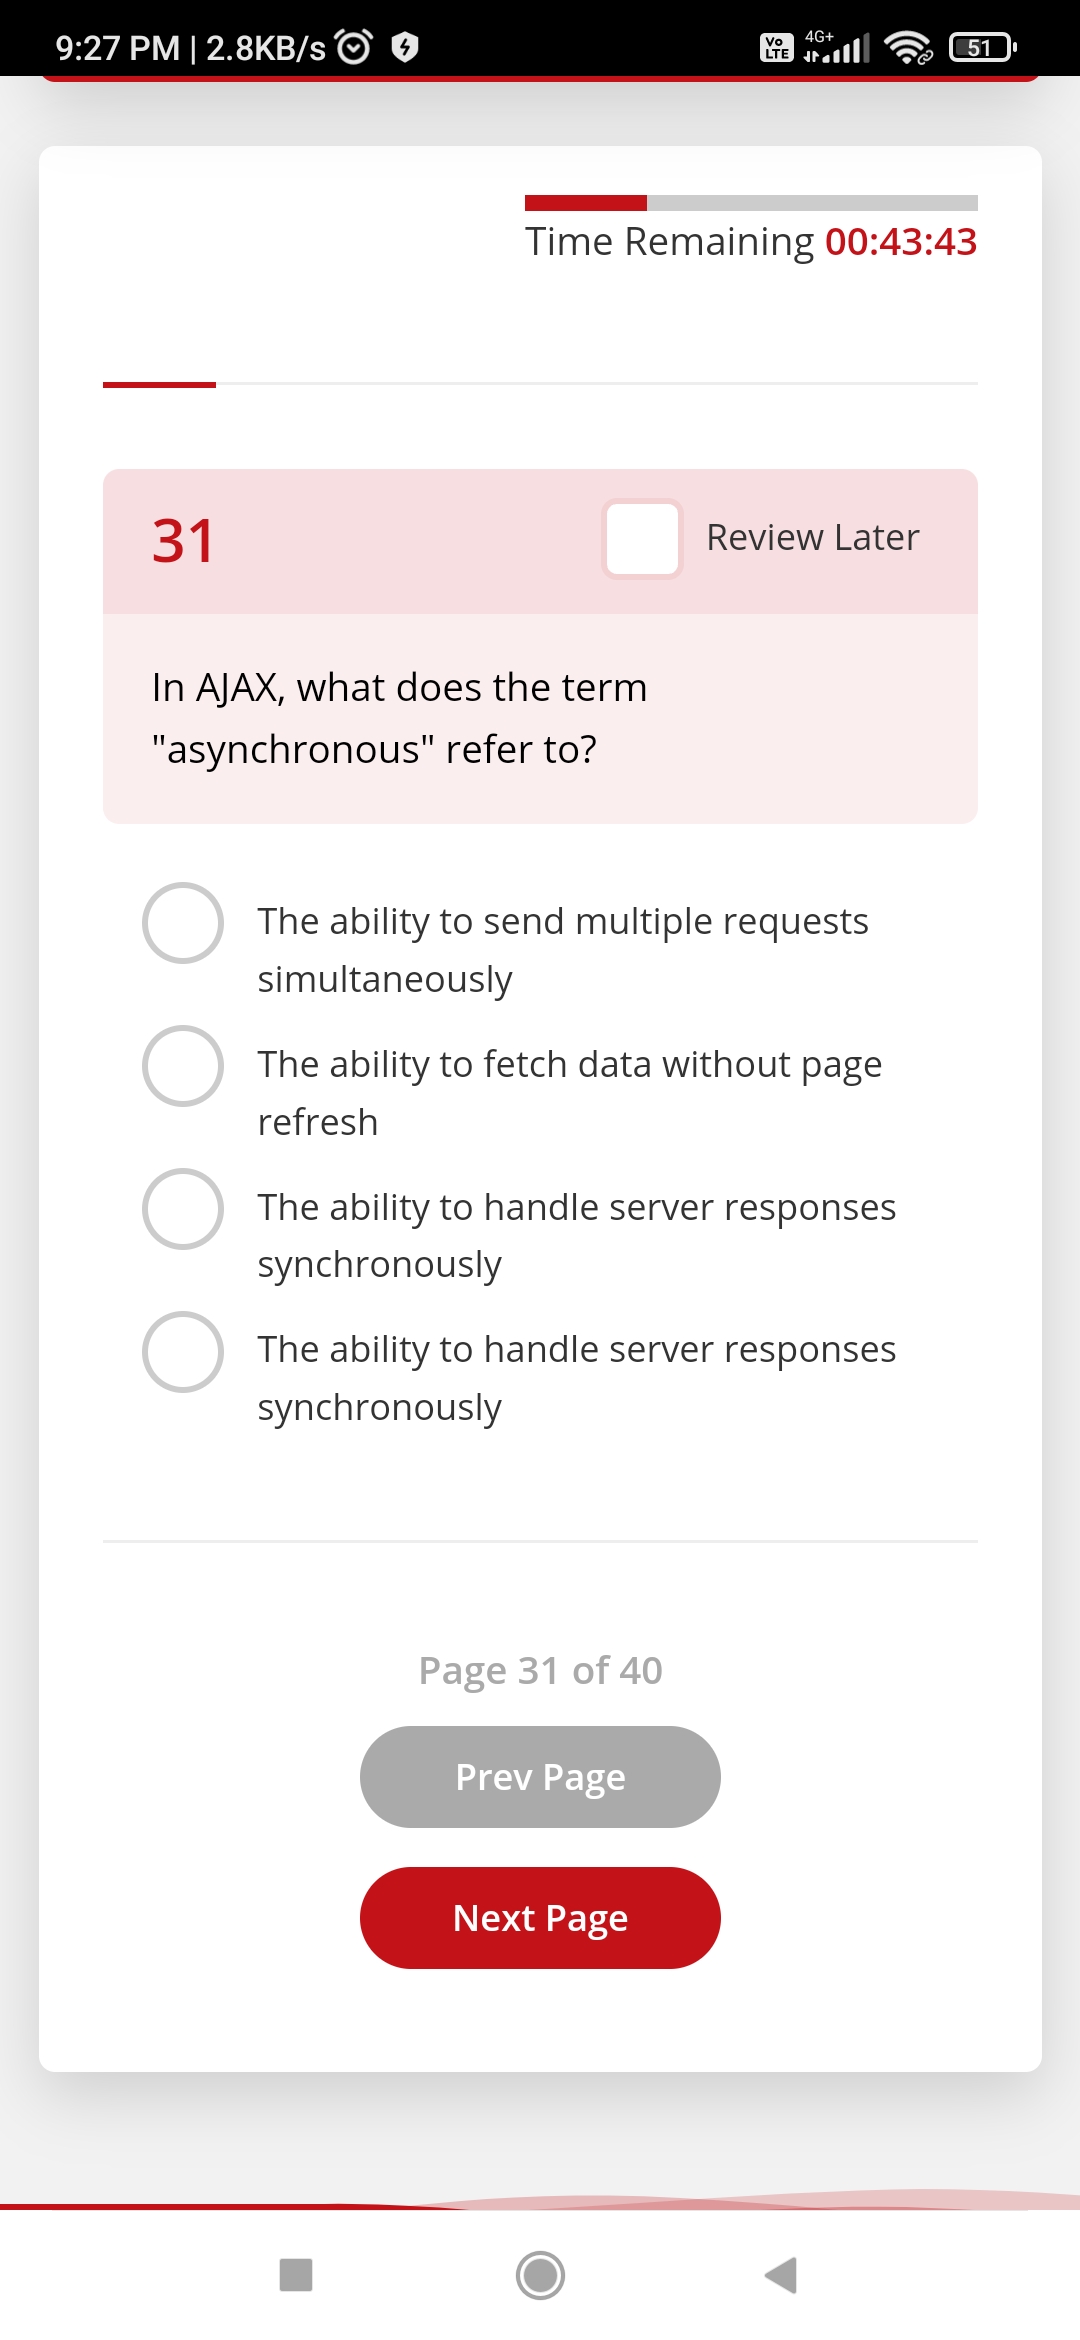 9:27 PM | 2.8KB/s
Vo LTE
4G+
51
Time Remaining 00:43:43
31
Review Later
In AJAX, what does the term
"asynchronous" refer to?
The ability to send multiple requests
simultaneously
The ability to fetch data without page
refresh
The ability to handle server responses
synchronously
The ability to handle server responses
synchronously
Page 31 of 40
Prev Page
Next Page